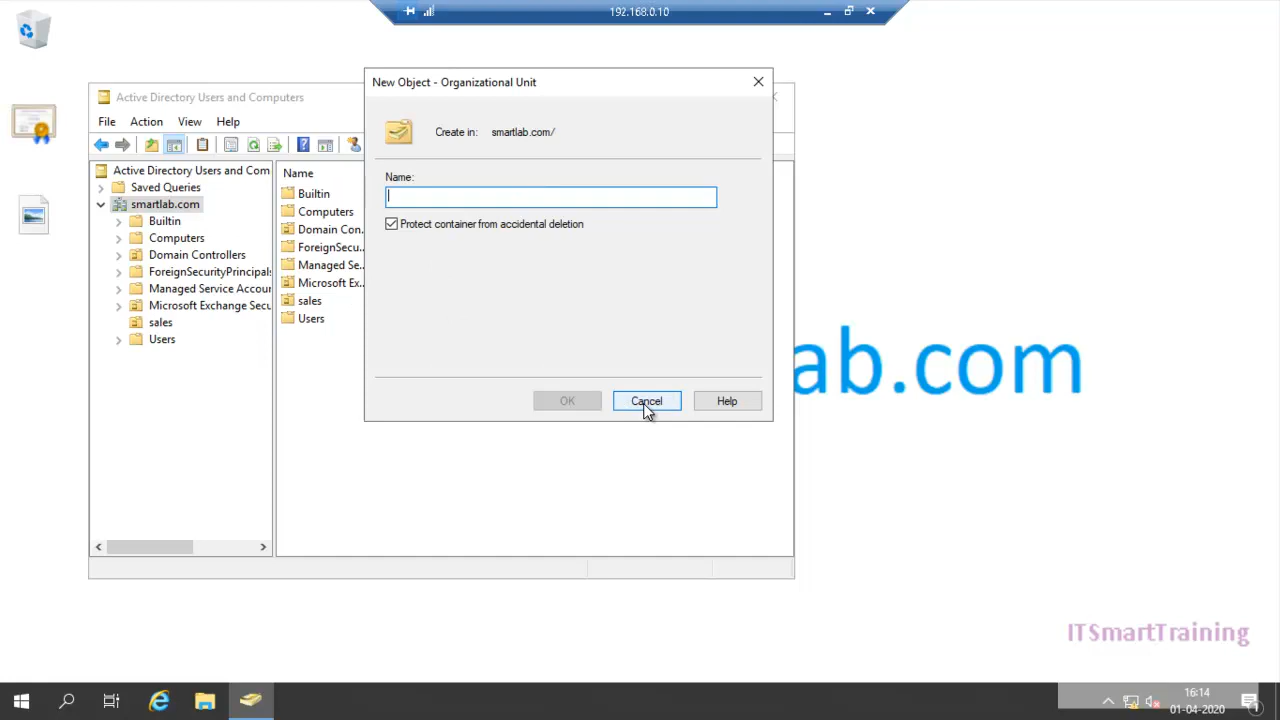 192.168.0.10
New Object - Organizational Unit
Create in: smartlab.com/
Name:
Protect container from accidental deletion
OK
Cancel
Help
Active Directory Users and Computers
File
Action
View
Help
Active Directory Users and Com
Saved Queries
smartlab.com
Builtin
Computers
Domain Controllers
ForeignSecurityPrincipals
Managed Service Accour
Microsoft Exchange Secu
sales
Users
Name
Builtin
Computers
Domain Con...
ForeignSecu...
Managed Se...
Microsoft Ex...
sales
Users
ab.com
ITSmartTraining
16:14
01-04-2020
1